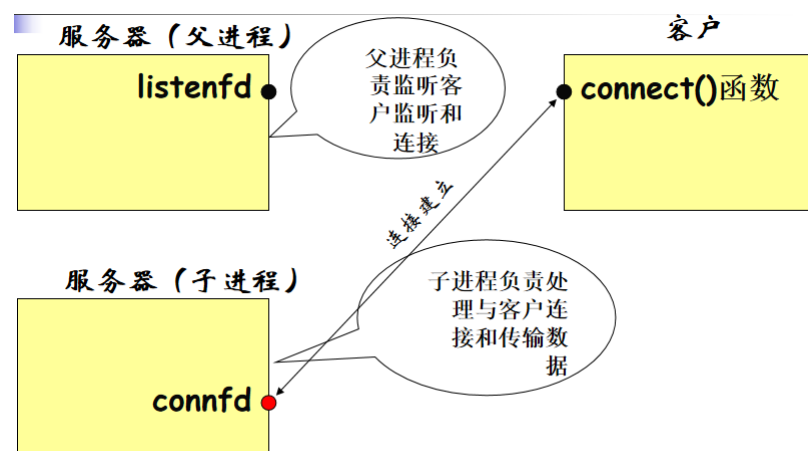 服务器（父进程）
客户
listenfd
父进程负
责监听客
户监听和
连接
connect()函数
连接建立
服务器（子进程）
子进程负责处
理与客户连
接和传输数
据
connfd